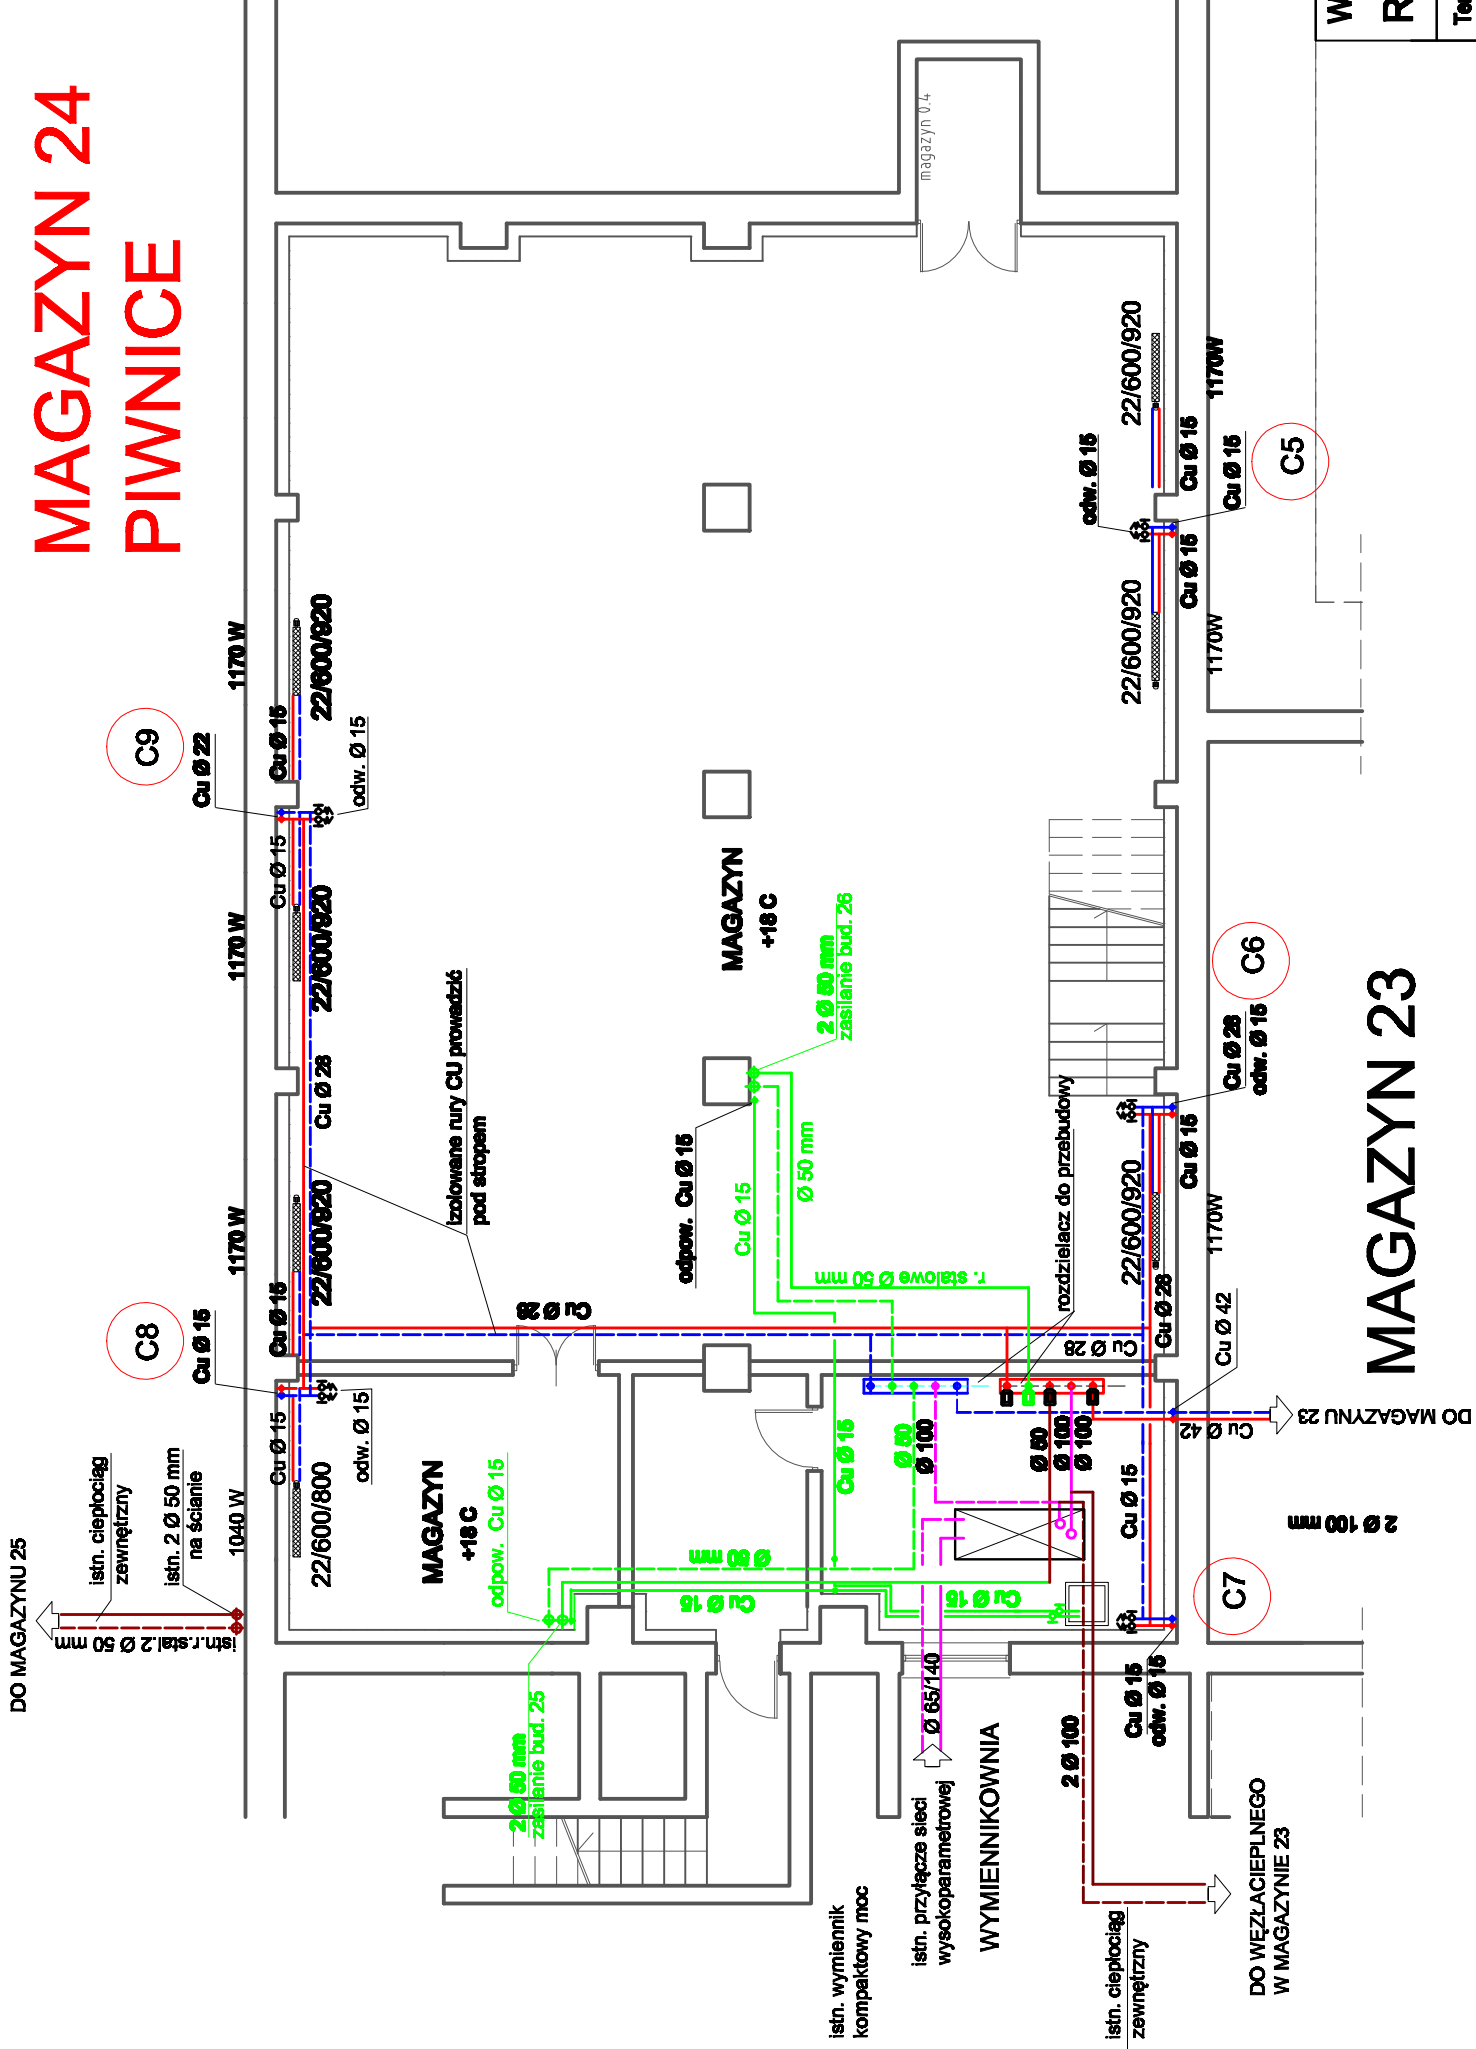 MAGAZYN 24
PIWNICE
DO MAGAZYNU 25
istn. ciepłociąg
zewnętrzny
istn. 2 Ø 50 mm
na ścianie
istn.r.stal.2 Ø 50 mm
1040 W
1170 W
1170 W
1170 W
C8
Cu Ø 15
C9
Cu Ø 22
Cu Ø 15
Cu Ø 15
Cu Ø 15
Cu Ø 15
22/600/800
22/600/920
22/600/920
22/600/920
odw. Ø 15
odw. Ø 15
Cu Ø 28
izolowane rury CU prowadzić
pod stropem
Cu Ø 28
MAGAZYN
+18 C
odpow. Cu Ø 15
2 Ø 50 mm
zasilanie bud. 25
MAGAZYN
+18 C
2 Ø 50 mm
zasilanie bud. 26
odpow. Cu Ø 15
Cu Ø 15
Ø 50 mm
r. stalowe Ø 50 mm
Ø 50 mm
Cu Ø 15
Cu Ø 15
Cu Ø 15
Ø 50
Ø 100
Ø 50
Ø 100
Ø 100
rozdzielacz do przebudowy
Cu Ø 28
magazyn 0.4
odw. Ø 15
22/600/920
22/600/920
22/600/920
Cu Ø 15
Cu Ø 15
Cu Ø 15
1170W
1170W
1170W
Cu Ø 15
C5
C6
Cu Ø 28
odw. Ø 15
Cu Ø 15
Cu Ø 28
Cu Ø 42
Cu Ø 42
DO MAGAZYNU 23
2 Ø 100 mm
MAGAZYN 23
C7
Cu Ø 15
odw. Ø 15
2 Ø 100
Ø 65/140
WYMIENNIKOWNIA
istn. przyłącze sieci
wysokoparametrowej
istn. wymiennik
kompaktowy moc
istn. ciepłociąg
zewnętrzny
DO WĘZŁACIEPLNEGO
W MAGAZYNIE 23
W
R